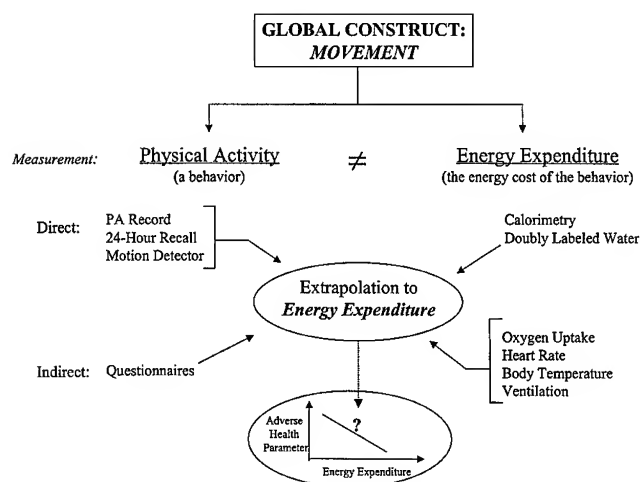 GLOBAL CONSTRUCT:
MOVEMENT
Measurement:
Physical Activity
(a behavior)
≠
Energy Expenditure
(the energy cost of the behavior)
Direct:
PA Record
24-Hour Recall
Motion Detector
Calorimetry
Doubly Labeled Water
Extrapolation to
Energy Expenditure
Indirect:
Questionnaires
Oxygen Uptake
Heart Rate
Body Temperature
Ventilation
Adverse
Health
Parameter
?
Energy Expenditure